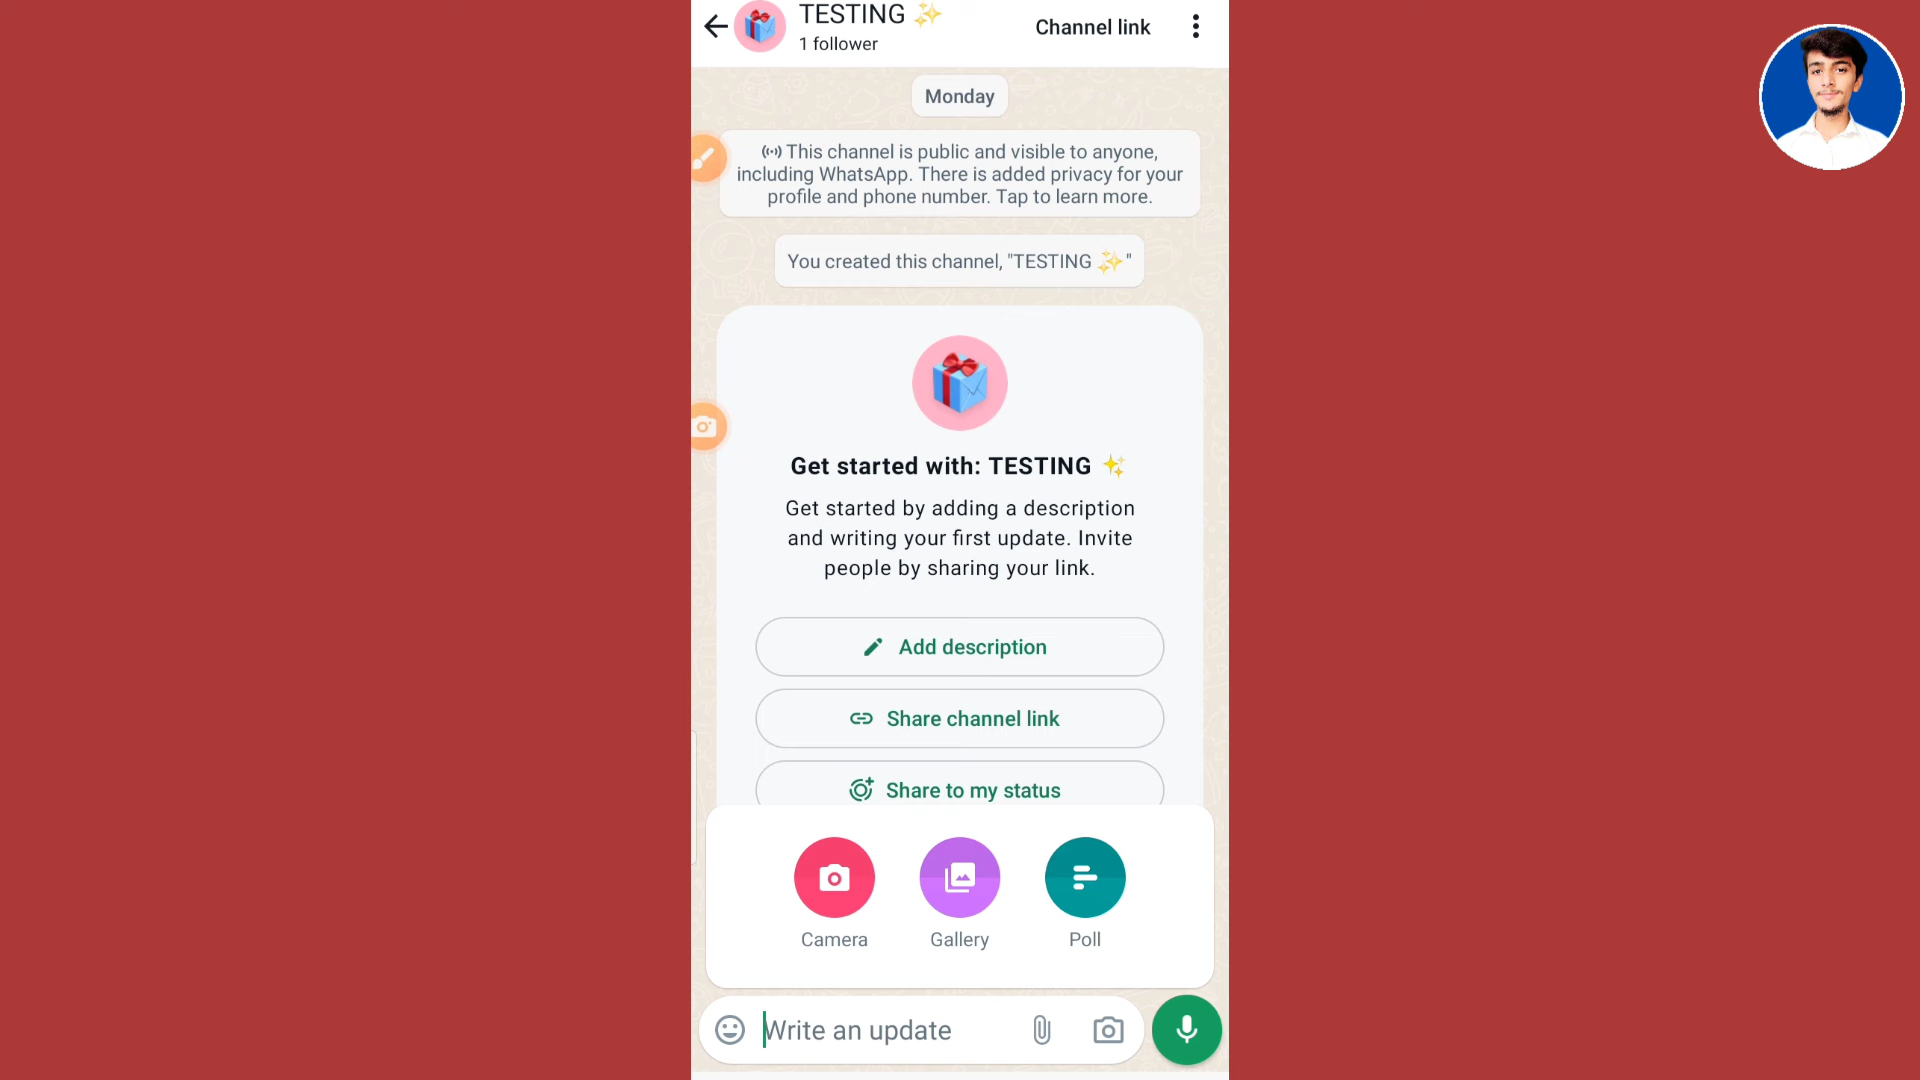 TESTING ✨
1 follower
Channel link
Monday
This channel is public and visible to anyone,
including WhatsApp. There is added privacy for your
profile and phone number. Tap to learn more.
You created this channel, "TESTING ✨"
Get started with: TESTING ✨
Get started by adding a description
and writing your first update. Invite
people by sharing your link.
Add description
Share channel link
Share to my status
Camera
Gallery
Poll
Write an update